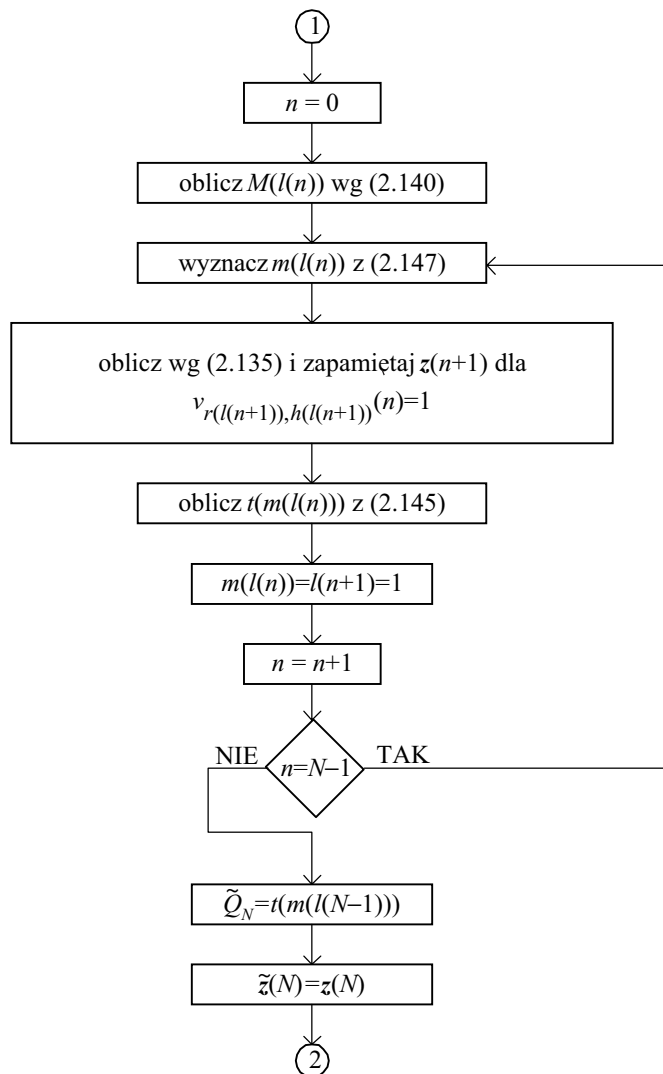 1
n = 0
oblicz M(l(n)) wg (2.140)
wyznacz m(l(n)) z (2.147)
oblicz wg (2.135) i zapamiętaj z(n+1) dla
v_{r(l(n+1)),h(l(n+1))}(n)=1
oblicz t(m(l(n))) z (2.145)
m(l(n))=l(n+1)=1
n = n+1
NIE
n=N–1
TAK
Q̃_N=t(m(l(N–1)))
z̃(N)=z(N)
2